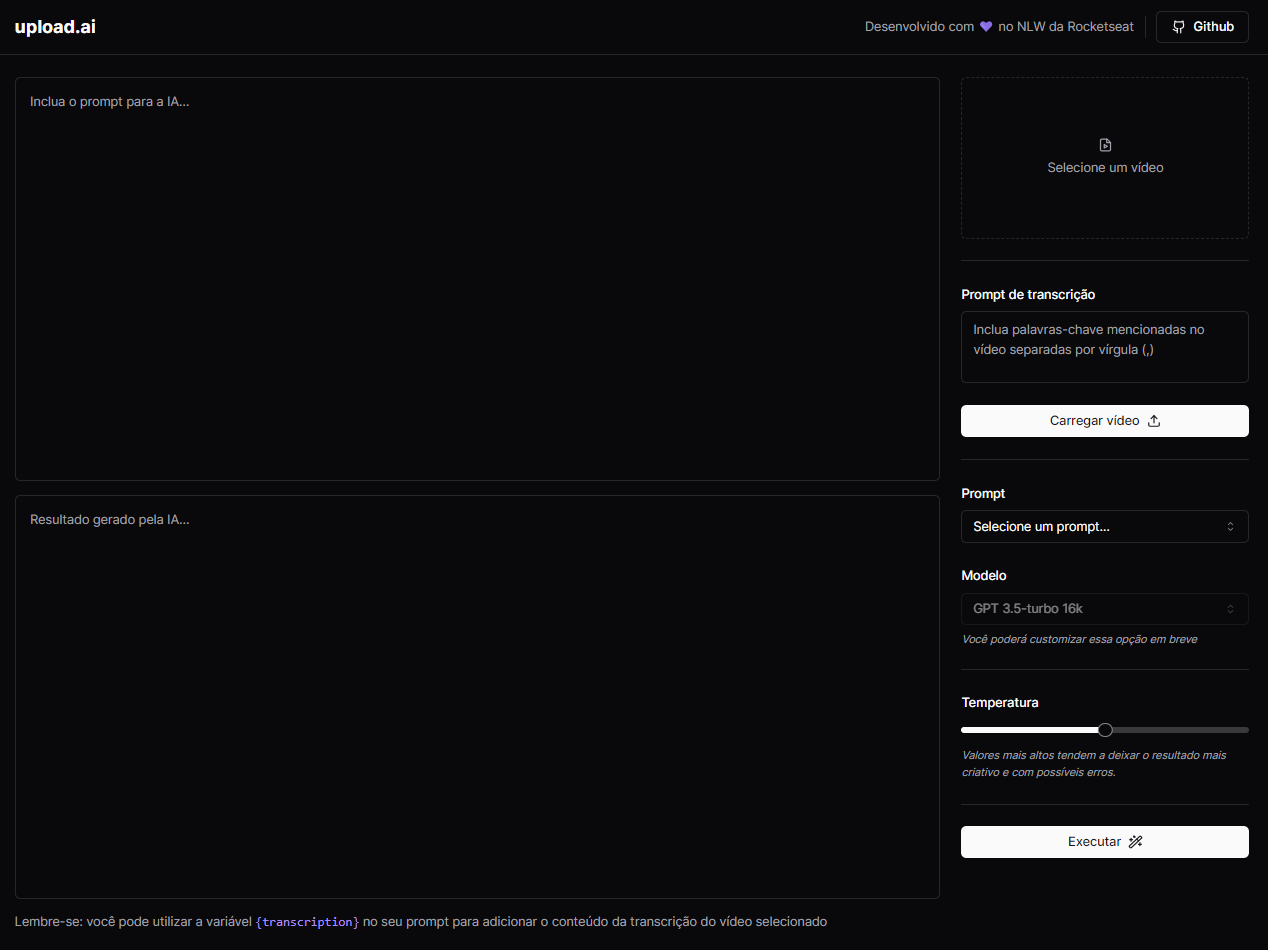 upload.ai
Desenvolvido com 💜 no NLW da Rocketseat
Github
Inclua o prompt para a IA...
Resultado gerado pela IA...
Lembre-se: você pode utilizar a variável {transcription} no seu prompt para adicionar o conteúdo da transcrição do vídeo selecionado
Selecione um vídeo
Prompt de transcrição
Inclua palavras-chave mencionadas no
vídeo separadas por vírgula (,)
Carregar vídeo
Prompt
Selecione um prompt...
Modelo
GPT 3.5-turbo 16k
Você poderá customizar essa opção em breve
Temperatura
Valores mais altos tendem a deixar o resultado mais
criativo e com possíveis erros.
Executar